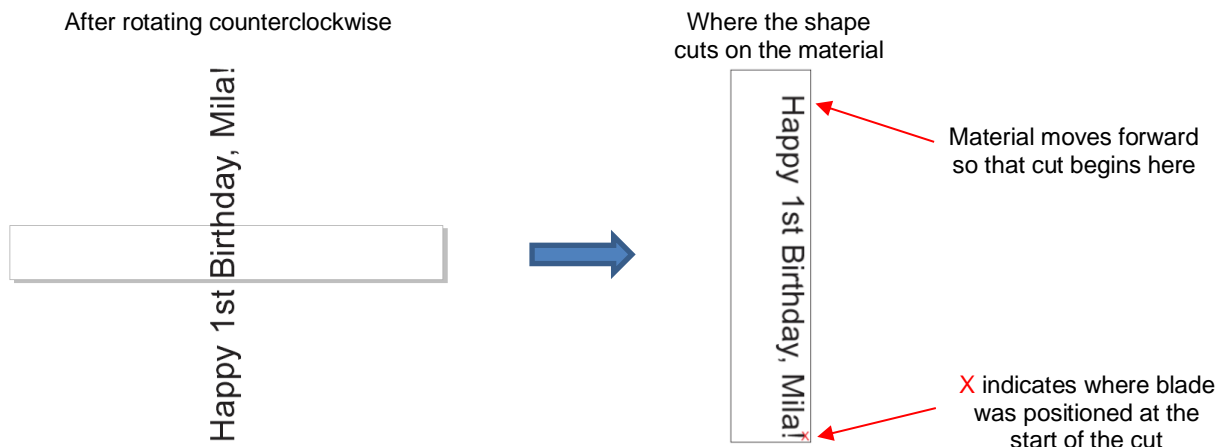 After rotating counterclockwise
Happy 1st Birthday, Mila!
Where the shape
cuts on the material
Happy 1st Birthday, Mila!
x
Material moves forward
so that cut begins here
X indicates where blade
was positioned at the
start of the cut